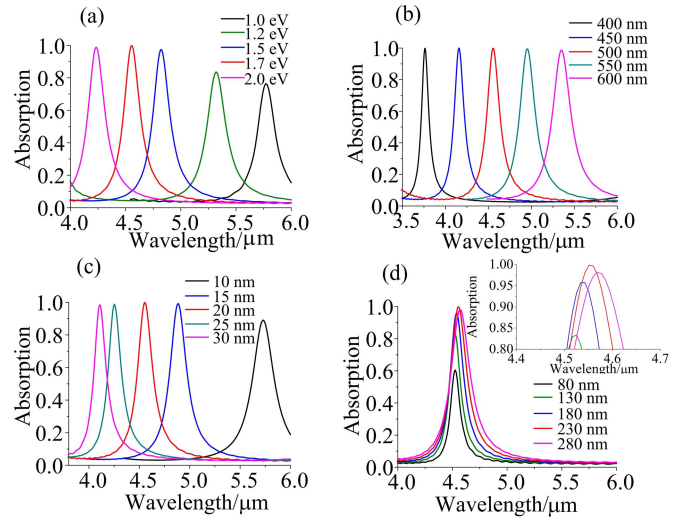 (a)
1.0 eV
1.2 eV
1.5 eV
1.7 eV
2.0 eV
1.0
0.8
0.6
0.4
0.2
0.0
Absorption
4.0 4.5 5.0 5.5 6.0
Wavelength/μm
(b)
400 nm
450 nm
500 nm
550 nm
600 nm
1.0
0.8
0.6
0.4
0.2
0.0
Absorption
3.5 4.0 4.5 5.0 5.5 6.0
Wavelength/μm
(c)
10 nm
15 nm
20 nm
25 nm
30 nm
1.0
0.8
0.6
0.4
0.2
0.0
Absorption
4.0 4.5 5.0 5.5 6.0
Wavelength/μm
(d)
1.00
0.95
0.90
0.85
0.80
Absorption
4.4 4.5 4.6 4.7
Wavelength/μm
80 nm
130 nm
180 nm
230 nm
280 nm
1.0
0.8
0.6
0.4
0.2
0.0
Absorption
4.0 4.5 5.0 5.5 6.0
Wavelength/μm